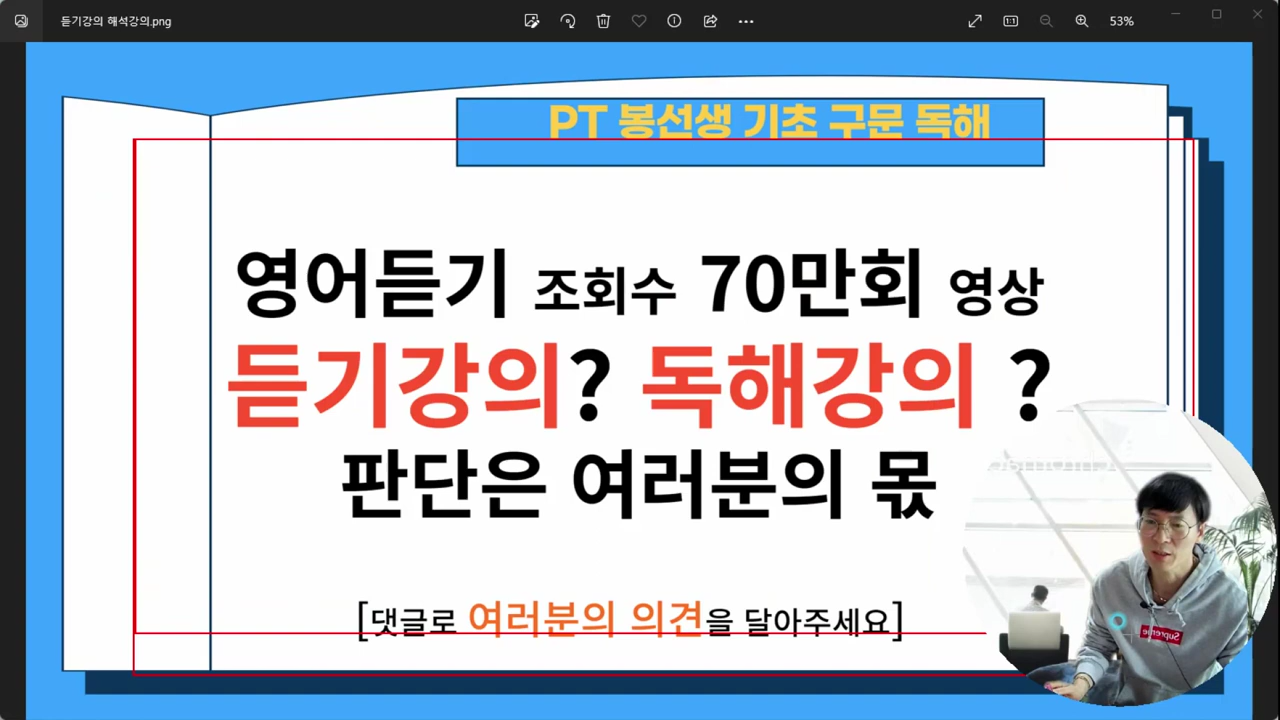 듣기강의 해석강의.png
53%
PT 봉선생 기초 구문 독해
영어듣기 조회수 70만회 영상
듣기강의? 독해강의 ?
판단은 여러분의 몫
[댓글로 여러분의 의견을 달아주세요]
Supreme